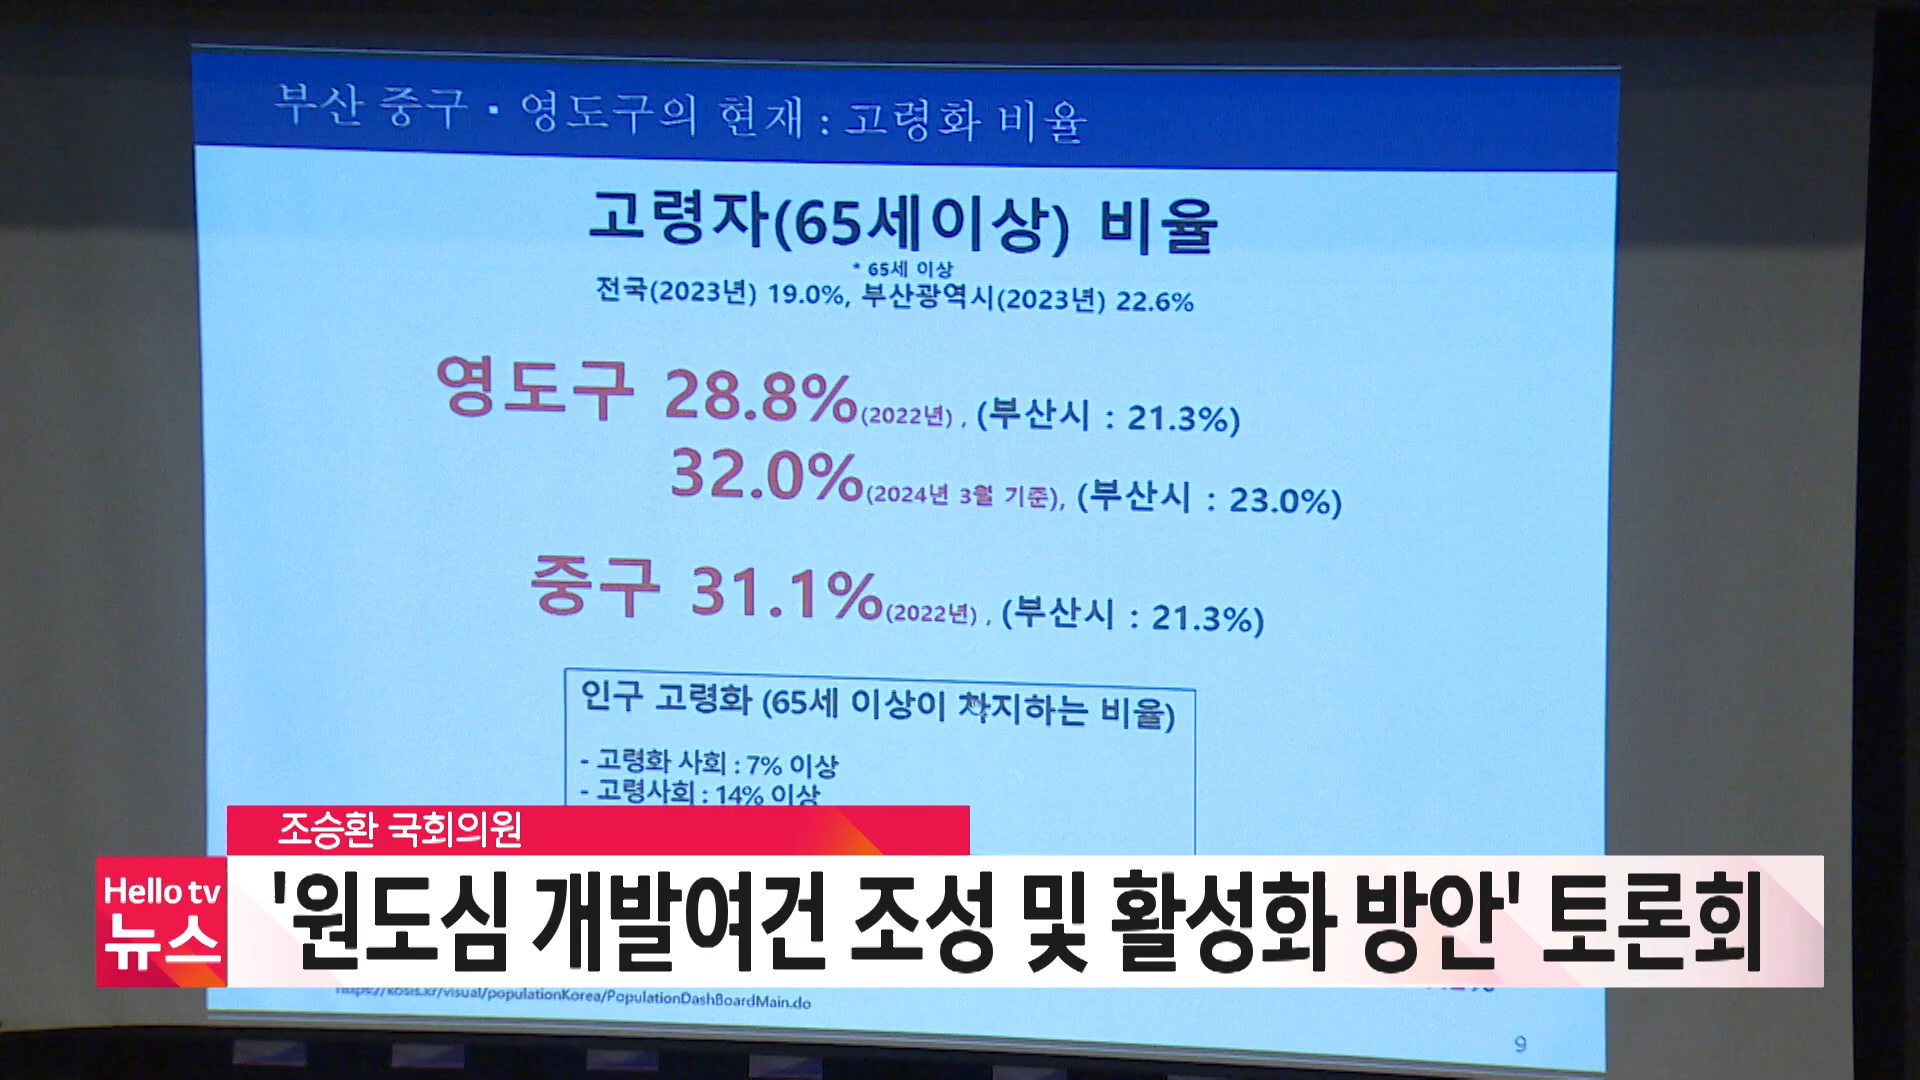 부산 중구 · 영도구의 현재 : 고령화 비율
고령자(65세이상) 비율
* 65세 이상
전국(2023년) 19.0%, 부산광역시(2023년) 22.6%
영도구 28.8%(2022년) , (부산시 : 21.3%)
32.0%(2024년 3월 기준), (부산시 : 23.0%)
중구 31.1%(2022년) , (부산시 : 21.3%)
인구 고령화 (65세 이상이 차지하는 비율)
- 고령화 사회 : 7% 이상
- 고령사회 : 14% 이상
조승환 국회의원
Hello tv
뉴스
'원도심 개발여건 조성 및 활성화 방안' 토론회
https://kosis.kr/visual/populationKorea/PopulationDashBoardMain.do
9